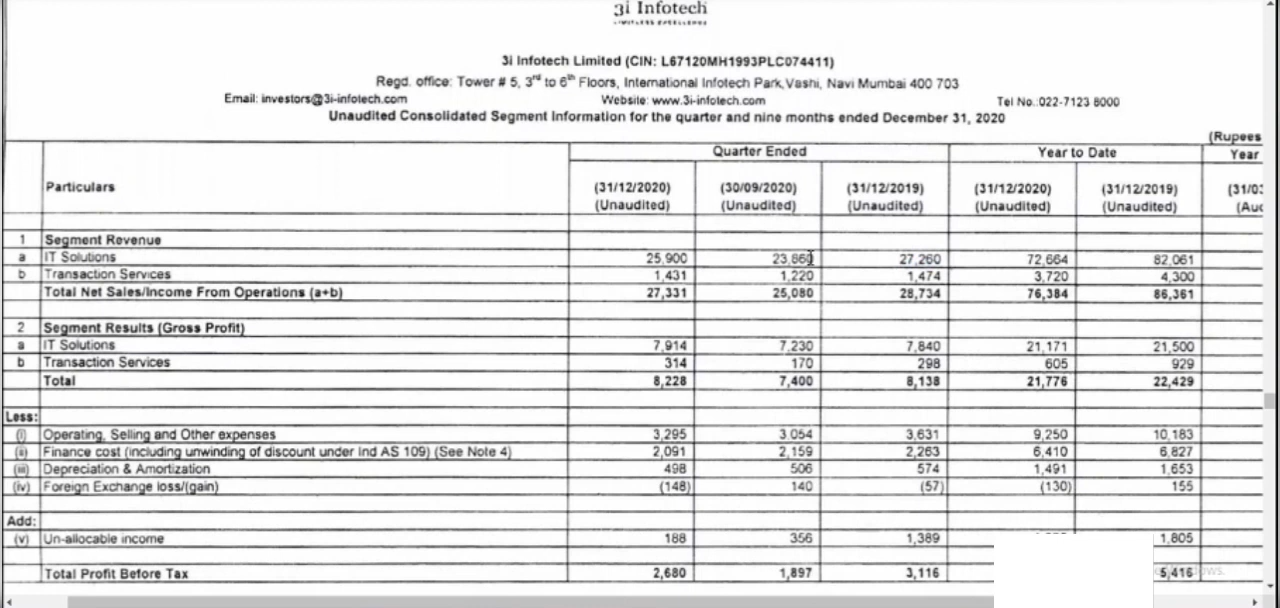 3i Infotech
3i Infotech Limited (CIN: L67120MH1993PLC074411)
Regd. office: Tower # 5, 3rd to 6th Floors, International Infotech Park, Vashi, Navi Mumbai 400 703
Email: investors@3i-infotech.com Website: www.3i-infotech.com Tel No.:022-7123 8000
Unaudited Consolidated Segment Information for the quarter and nine months ended December 31, 2020
(Rupees
Quarter Ended Year to Date Year
Particulars (31/12/2020) (30/09/2020) (31/12/2019) (31/12/2020) (31/12/2019)
(Unaudited) (Unaudited) (Unaudited) (Unaudited) (Unaudited)
1 Segment Revenue
a IT Solutions 25,900 23,860 27,260 72,664 82,061
b Transaction Services 1,431 1,220 1,474 3,720 4,300
Total Net Sales/Income From Operations (a+b) 27,331 25,080 28,734 76,384 86,361
2 Segment Results (Gross Profit)
a IT Solutions 7,914 7,230 7,840 21,171 21,500
b Transaction Services 314 170 298 605 929
Total 8,228 7,400 8,138 21,776 22,429
Less:
(i) Operating, Selling and Other expenses 3,295 3,054 3,631 9,250 10,183
(ii) Finance cost (including unwinding of discount under Ind AS 109) (See Note 4) 2,091 2,159 2,263 6,410 6,827
(iii) Depreciation & Amortization 498 506 574 1,491 1,653
(iv) Foreign Exchange loss/(gain) (148) 140 (57) (130) 155
Add:
(v) Un-allocable income 188 356 1,389 1,805
Total Profit Before Tax 2,680 1,897 3,116 5,416